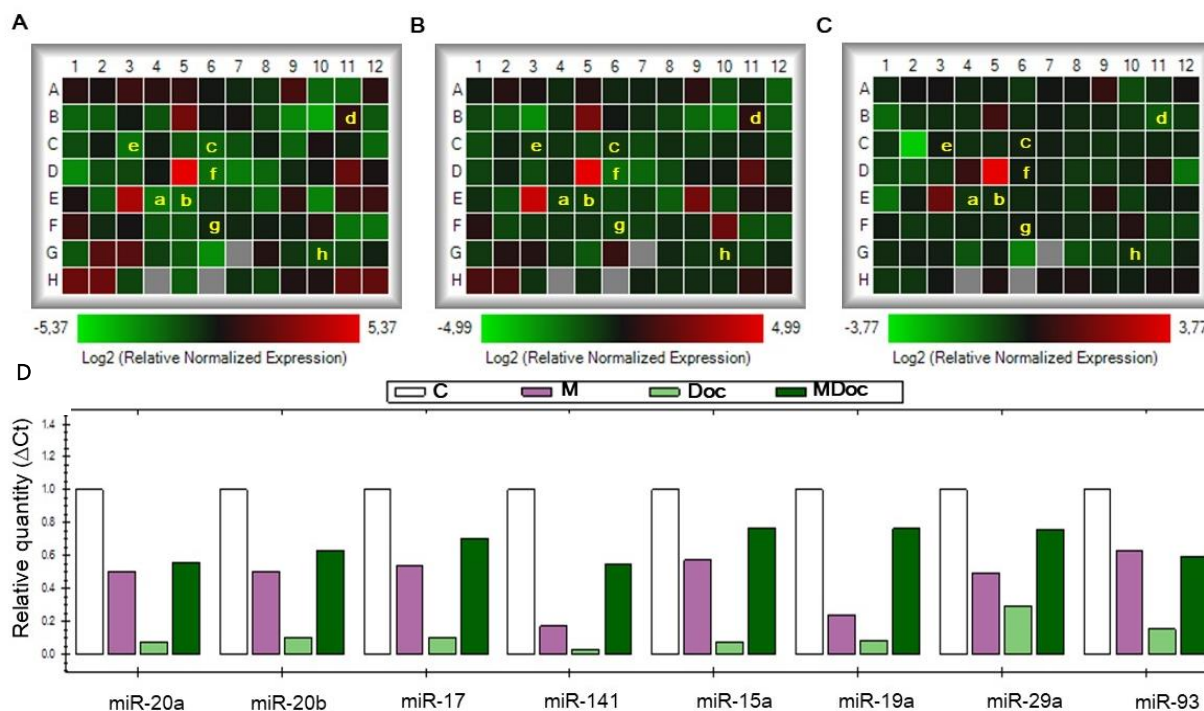 A
B
C
1 2 3 4 5 6 7 8 9 10 11 12
1 2 3 4 5 6 7 8 9 10 11 12
1 2 3 4 5 6 7 8 9 10 11 12
A
B d
C e c
D f
E a b
F g
G h
H
A
B d
C e c
D f
E a b
F g
G h
H
A
B d
C e c
D f
E a b
F g
G h
H
-5,37 5,37
Log2 (Relative Normalized Expression)
-4,99 4,99
Log2 (Relative Normalized Expression)
-3,77 3,77
Log2 (Relative Normalized Expression)
D
C M Doc MDoc
Relative quantity (ΔCt)
1.4
1.2
1.0
0.8
0.6
0.4
0.2
0.0
miR-20a miR-20b miR-17 miR-141 miR-15a miR-19a miR-29a miR-93